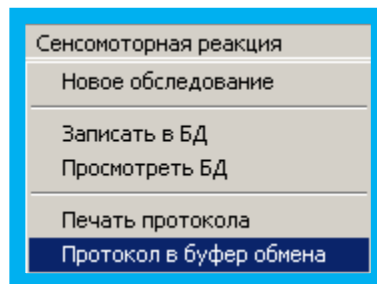 Сенсомоторная реакция
Новое обследование
Записать в БД
Просмотреть БД
Печать протокола
Протокол в буфер обмена